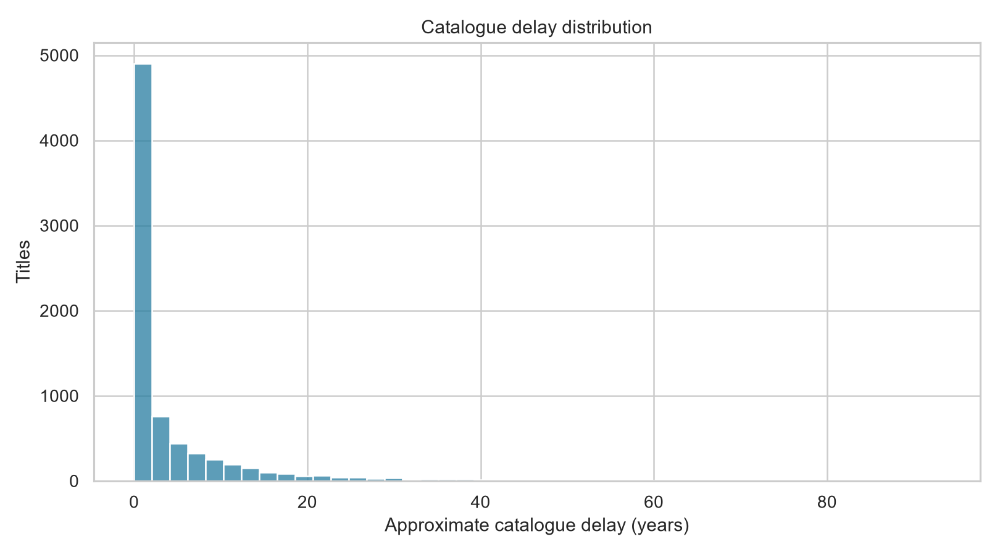 Catalogue delay distribution
5000
4000
3000
2000
1000
0
Titles
0 20 40 60 80
Approximate catalogue delay (years)